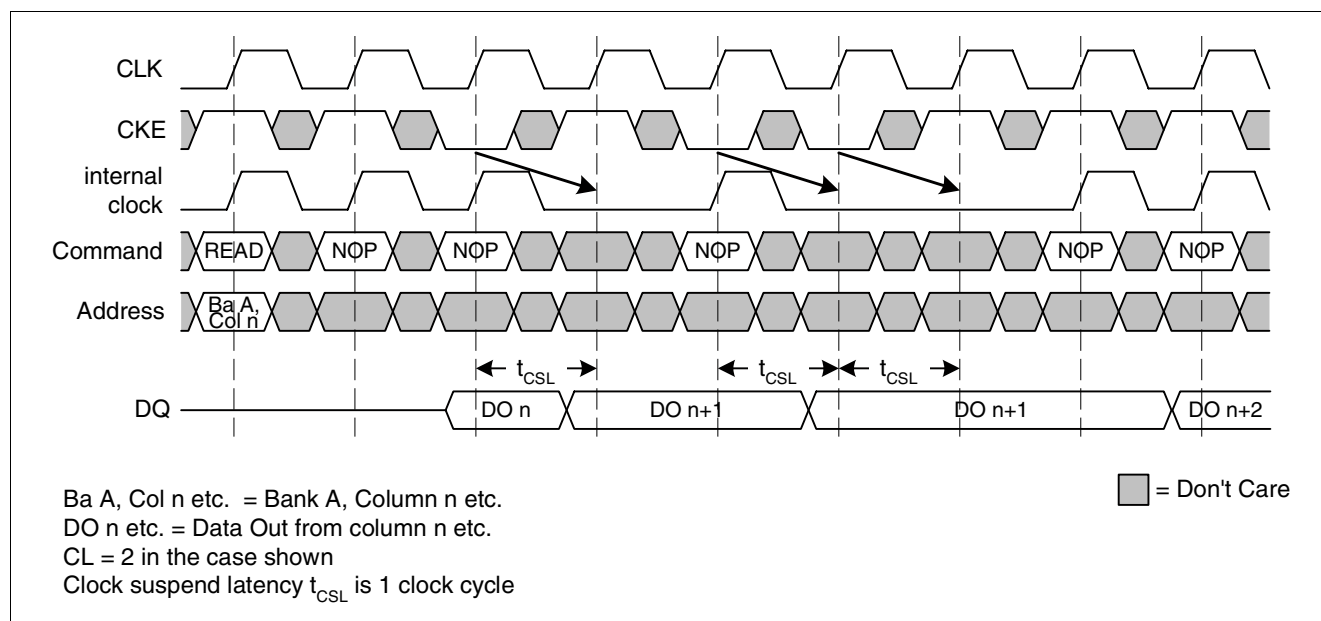 CLK
CKE
internal
clock
Command READ NOP NOP NOP NOP NOP
Address Ba A,
Col n
tCSL tCSL tCSL
DQ DO n DO n+1 DO n+1 DO n+2
Ba A, Col n etc. = Bank A, Column n etc.
DO n etc. = Data Out from column n etc.
CL = 2 in the case shown
Clock suspend latency tCSL is 1 clock cycle
= Don't Care